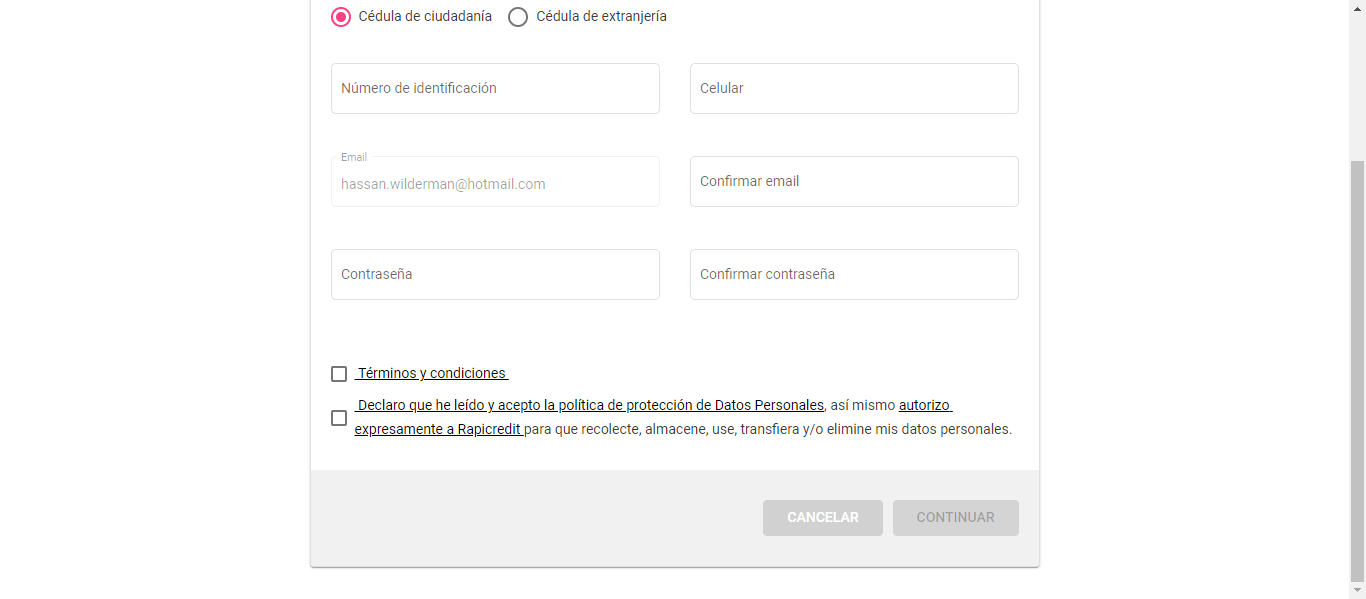 Cédula de ciudadanía Cédula de extranjería
Número de identificación Celular
Email
hassan.wilderman@hotmail.com Confirmar email
Contraseña Confirmar contraseña
Términos y condiciones
Declaro que he leído y acepto la política de protección de Datos Personales, así mismo autorizo
expresamente a Rapicredit para que recolecte, almacene, use, transfiera y/o elimine mis datos personales.
CANCELAR CONTINUAR